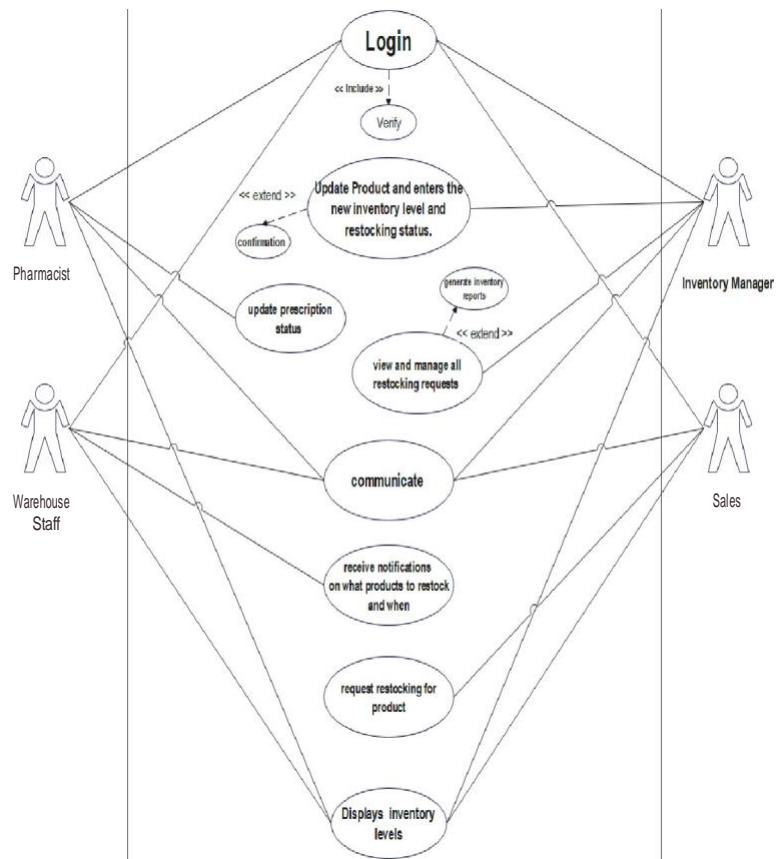 Login
<< Include >>
Verify
Update Product and enters the
new inventory level and
restocking status.
<< extend >>
confirmation
Pharmacist
Inventory Manager
generate inventory
reports
<< extend >>
update prescription
status
view and manage all
restocking requests
Warehouse
Staff
Sales
communicate
receive notifications
on what products to restock
and when
request restocking for
product
Displays inventory
levels